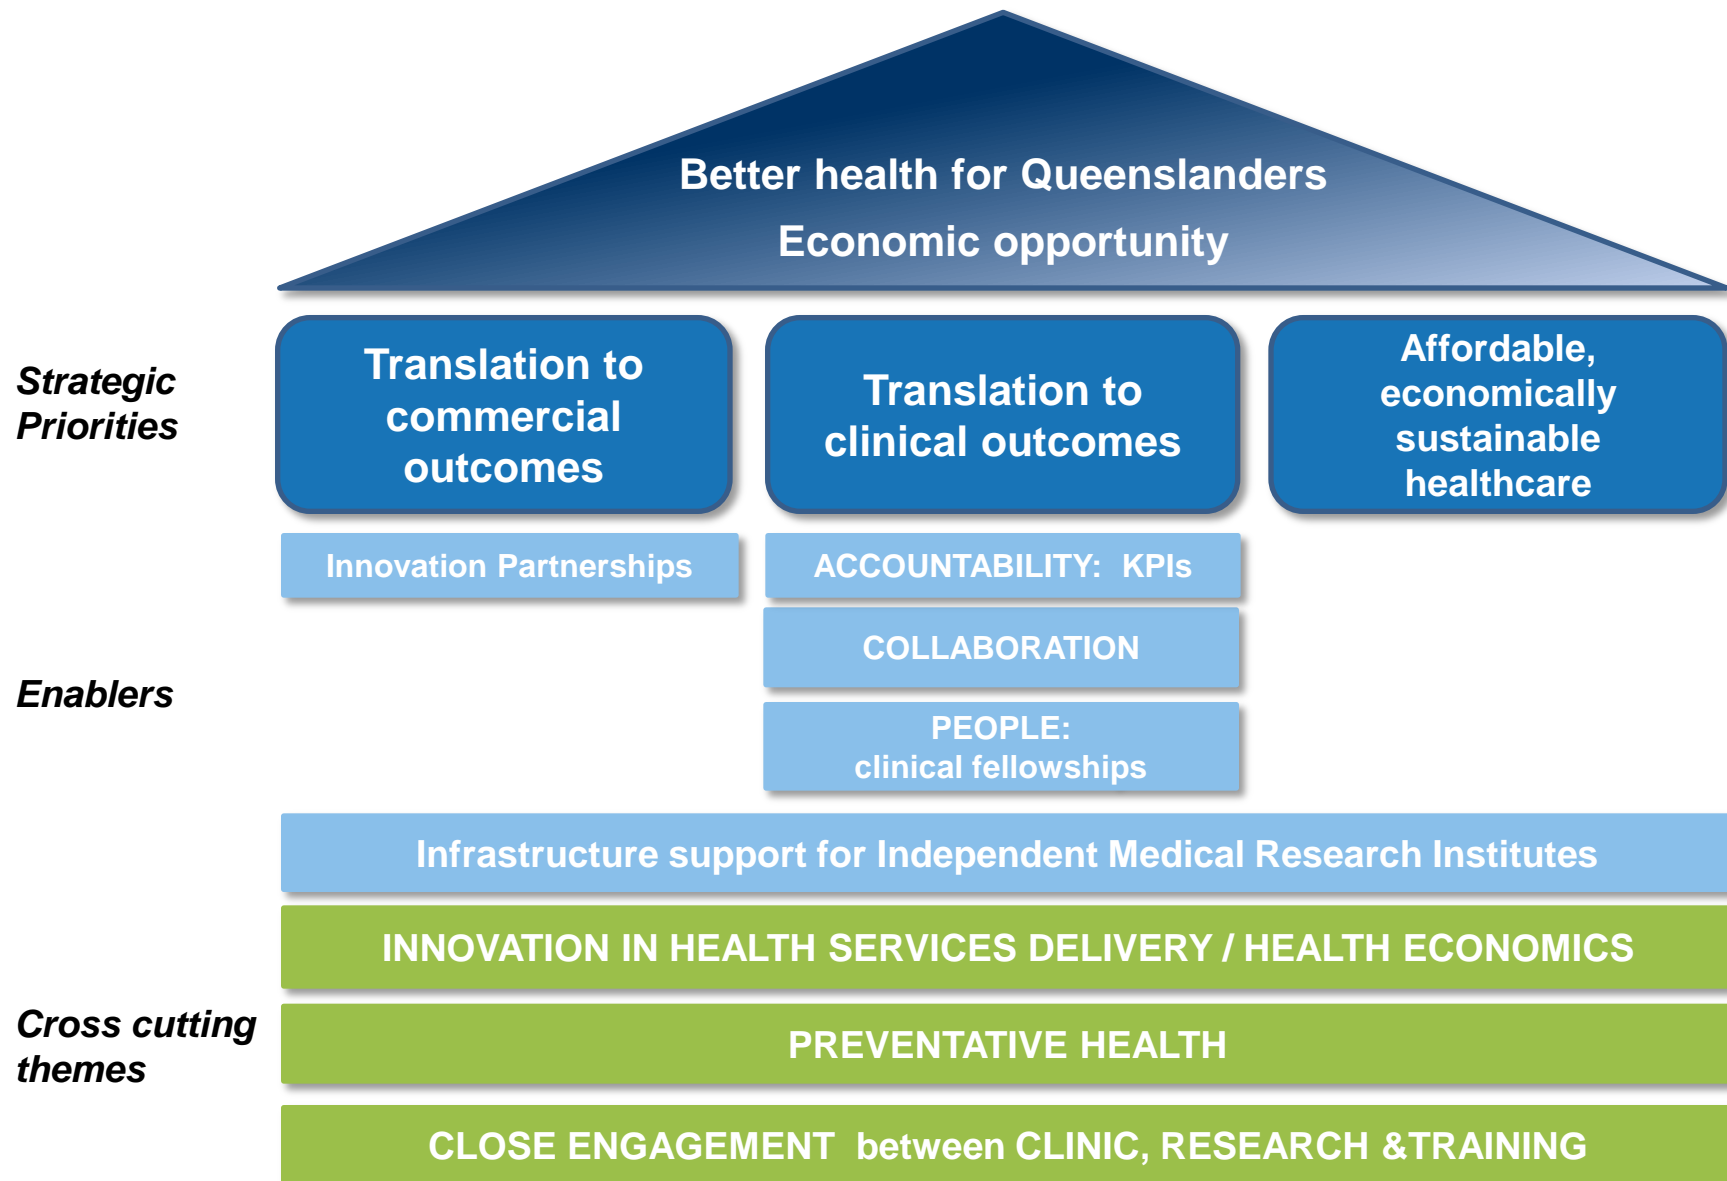 Better health for Queenslanders
Economic opportunity
Strategic
Priorities
Translation to
commercial
outcomes
Translation to
clinical outcomes
Affordable,
economically
sustainable
healthcare
Enablers
Innovation Partnerships
ACCOUNTABILITY: KPIs
COLLABORATION
PEOPLE:
clinical fellowships
Infrastructure support for Independent Medical Research Institutes
Cross cutting
themes
INNOVATION IN HEALTH SERVICES DELIVERY / HEALTH ECONOMICS
PREVENTATIVE HEALTH
CLOSE ENGAGEMENT between CLINIC, RESEARCH &TRAINING